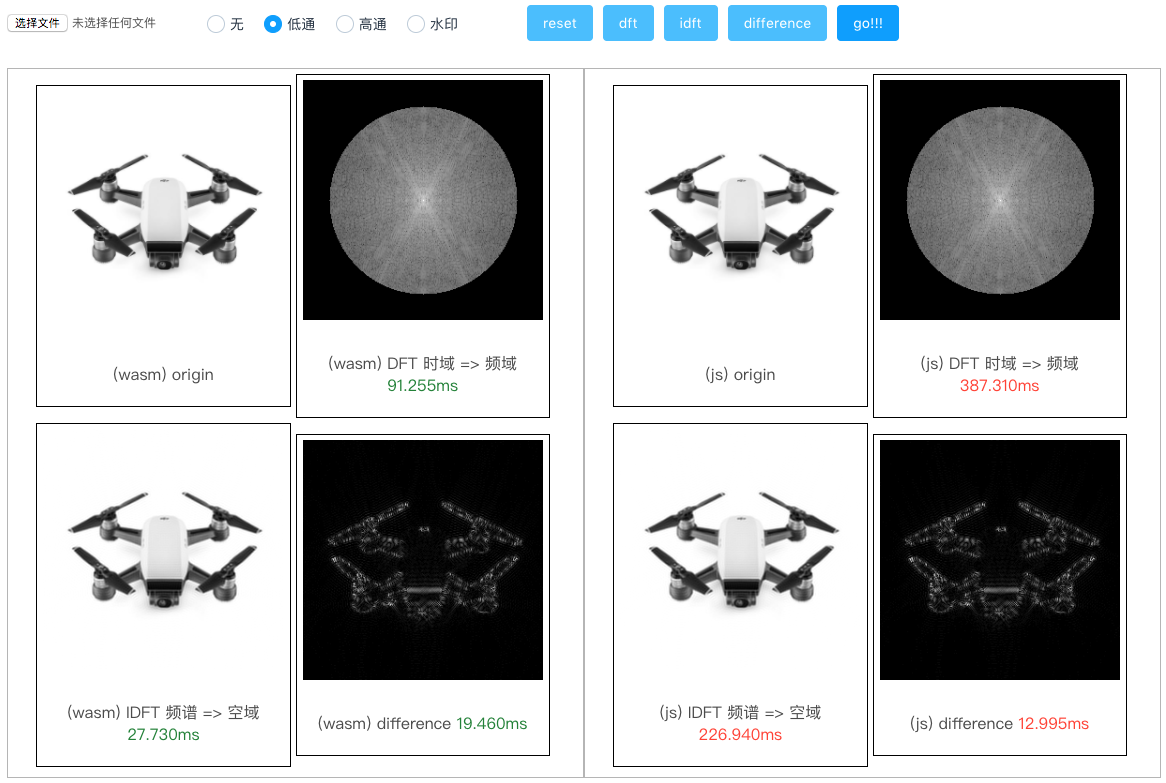 选择文件 未选择任何文件 无 低通 高通 水印 reset dft idft difference go!!!
(wasm) origin
(wasm) DFT 时域 => 频域
91.255ms
(js) origin
(js) DFT 时域 => 频域
387.310ms
(wasm) IDFT 频谱 => 空域
27.730ms
(wasm) difference 19.460ms
(js) IDFT 频谱 => 空域
226.940ms
(js) difference 12.995ms